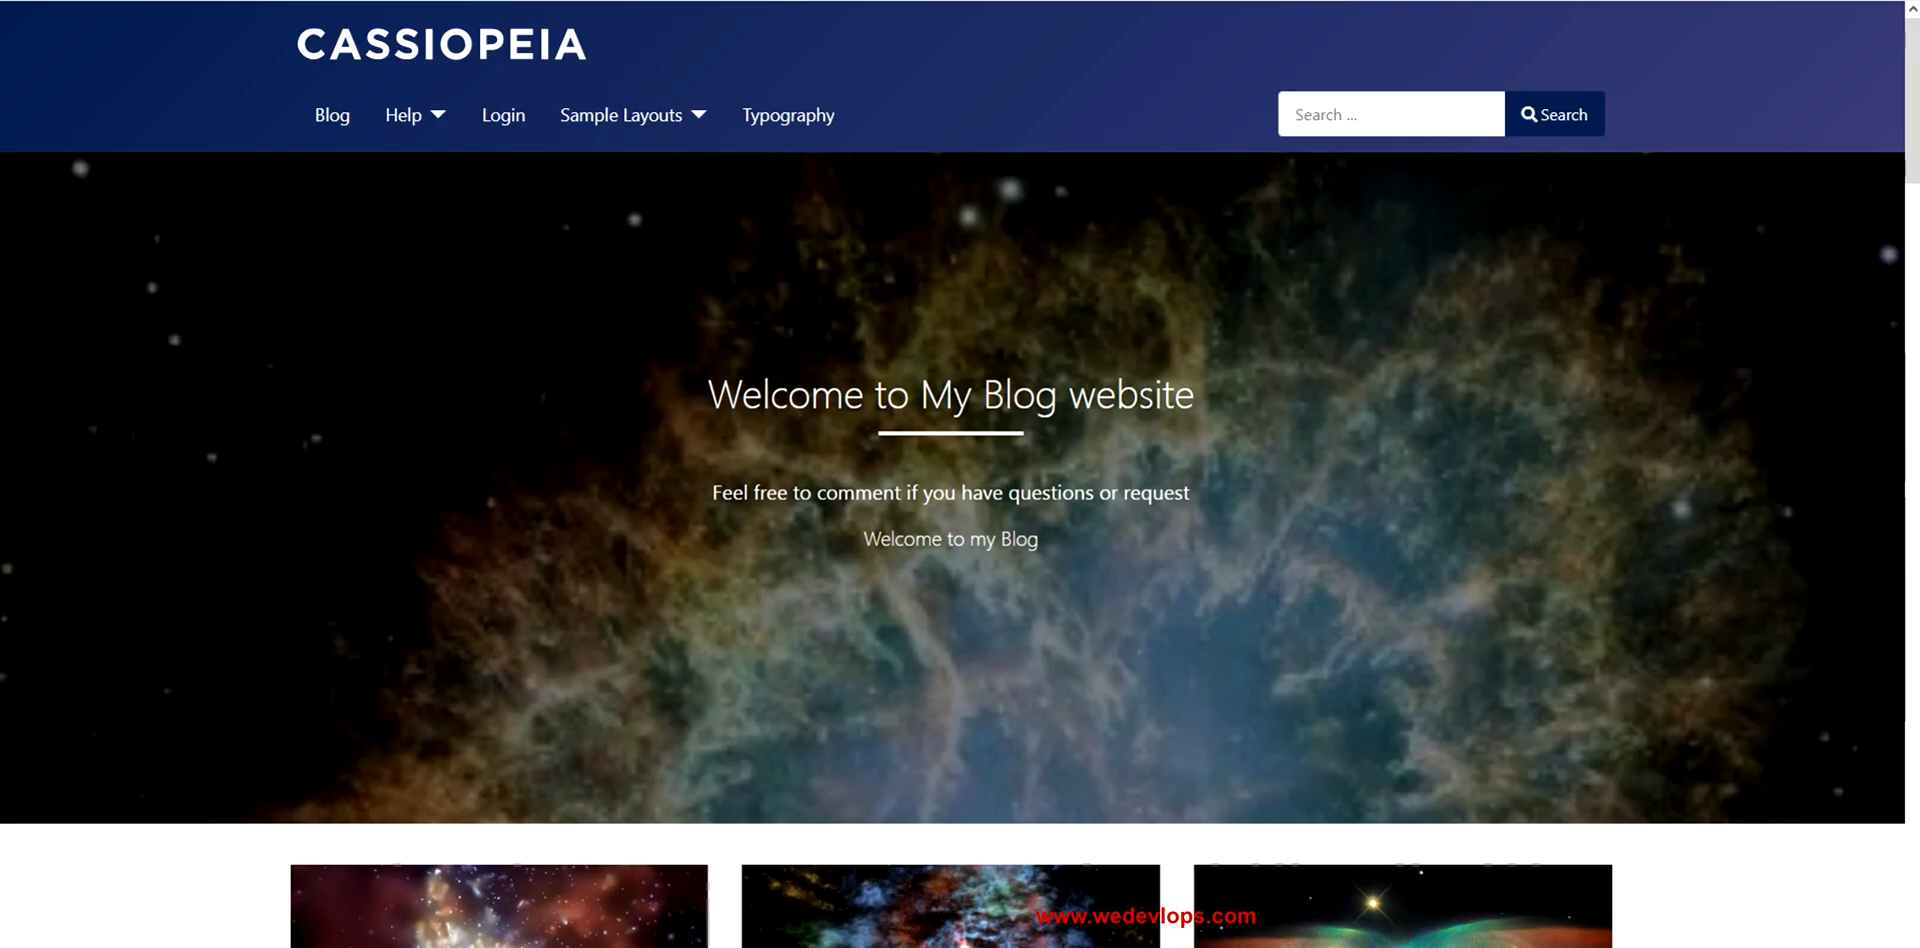 CASSIOPEIA
Blog Help Login Sample Layouts Typography Search ... Search
Welcome to My Blog website
Feel free to comment if you have questions or request
Welcome to my Blog
www.wedevlops.com